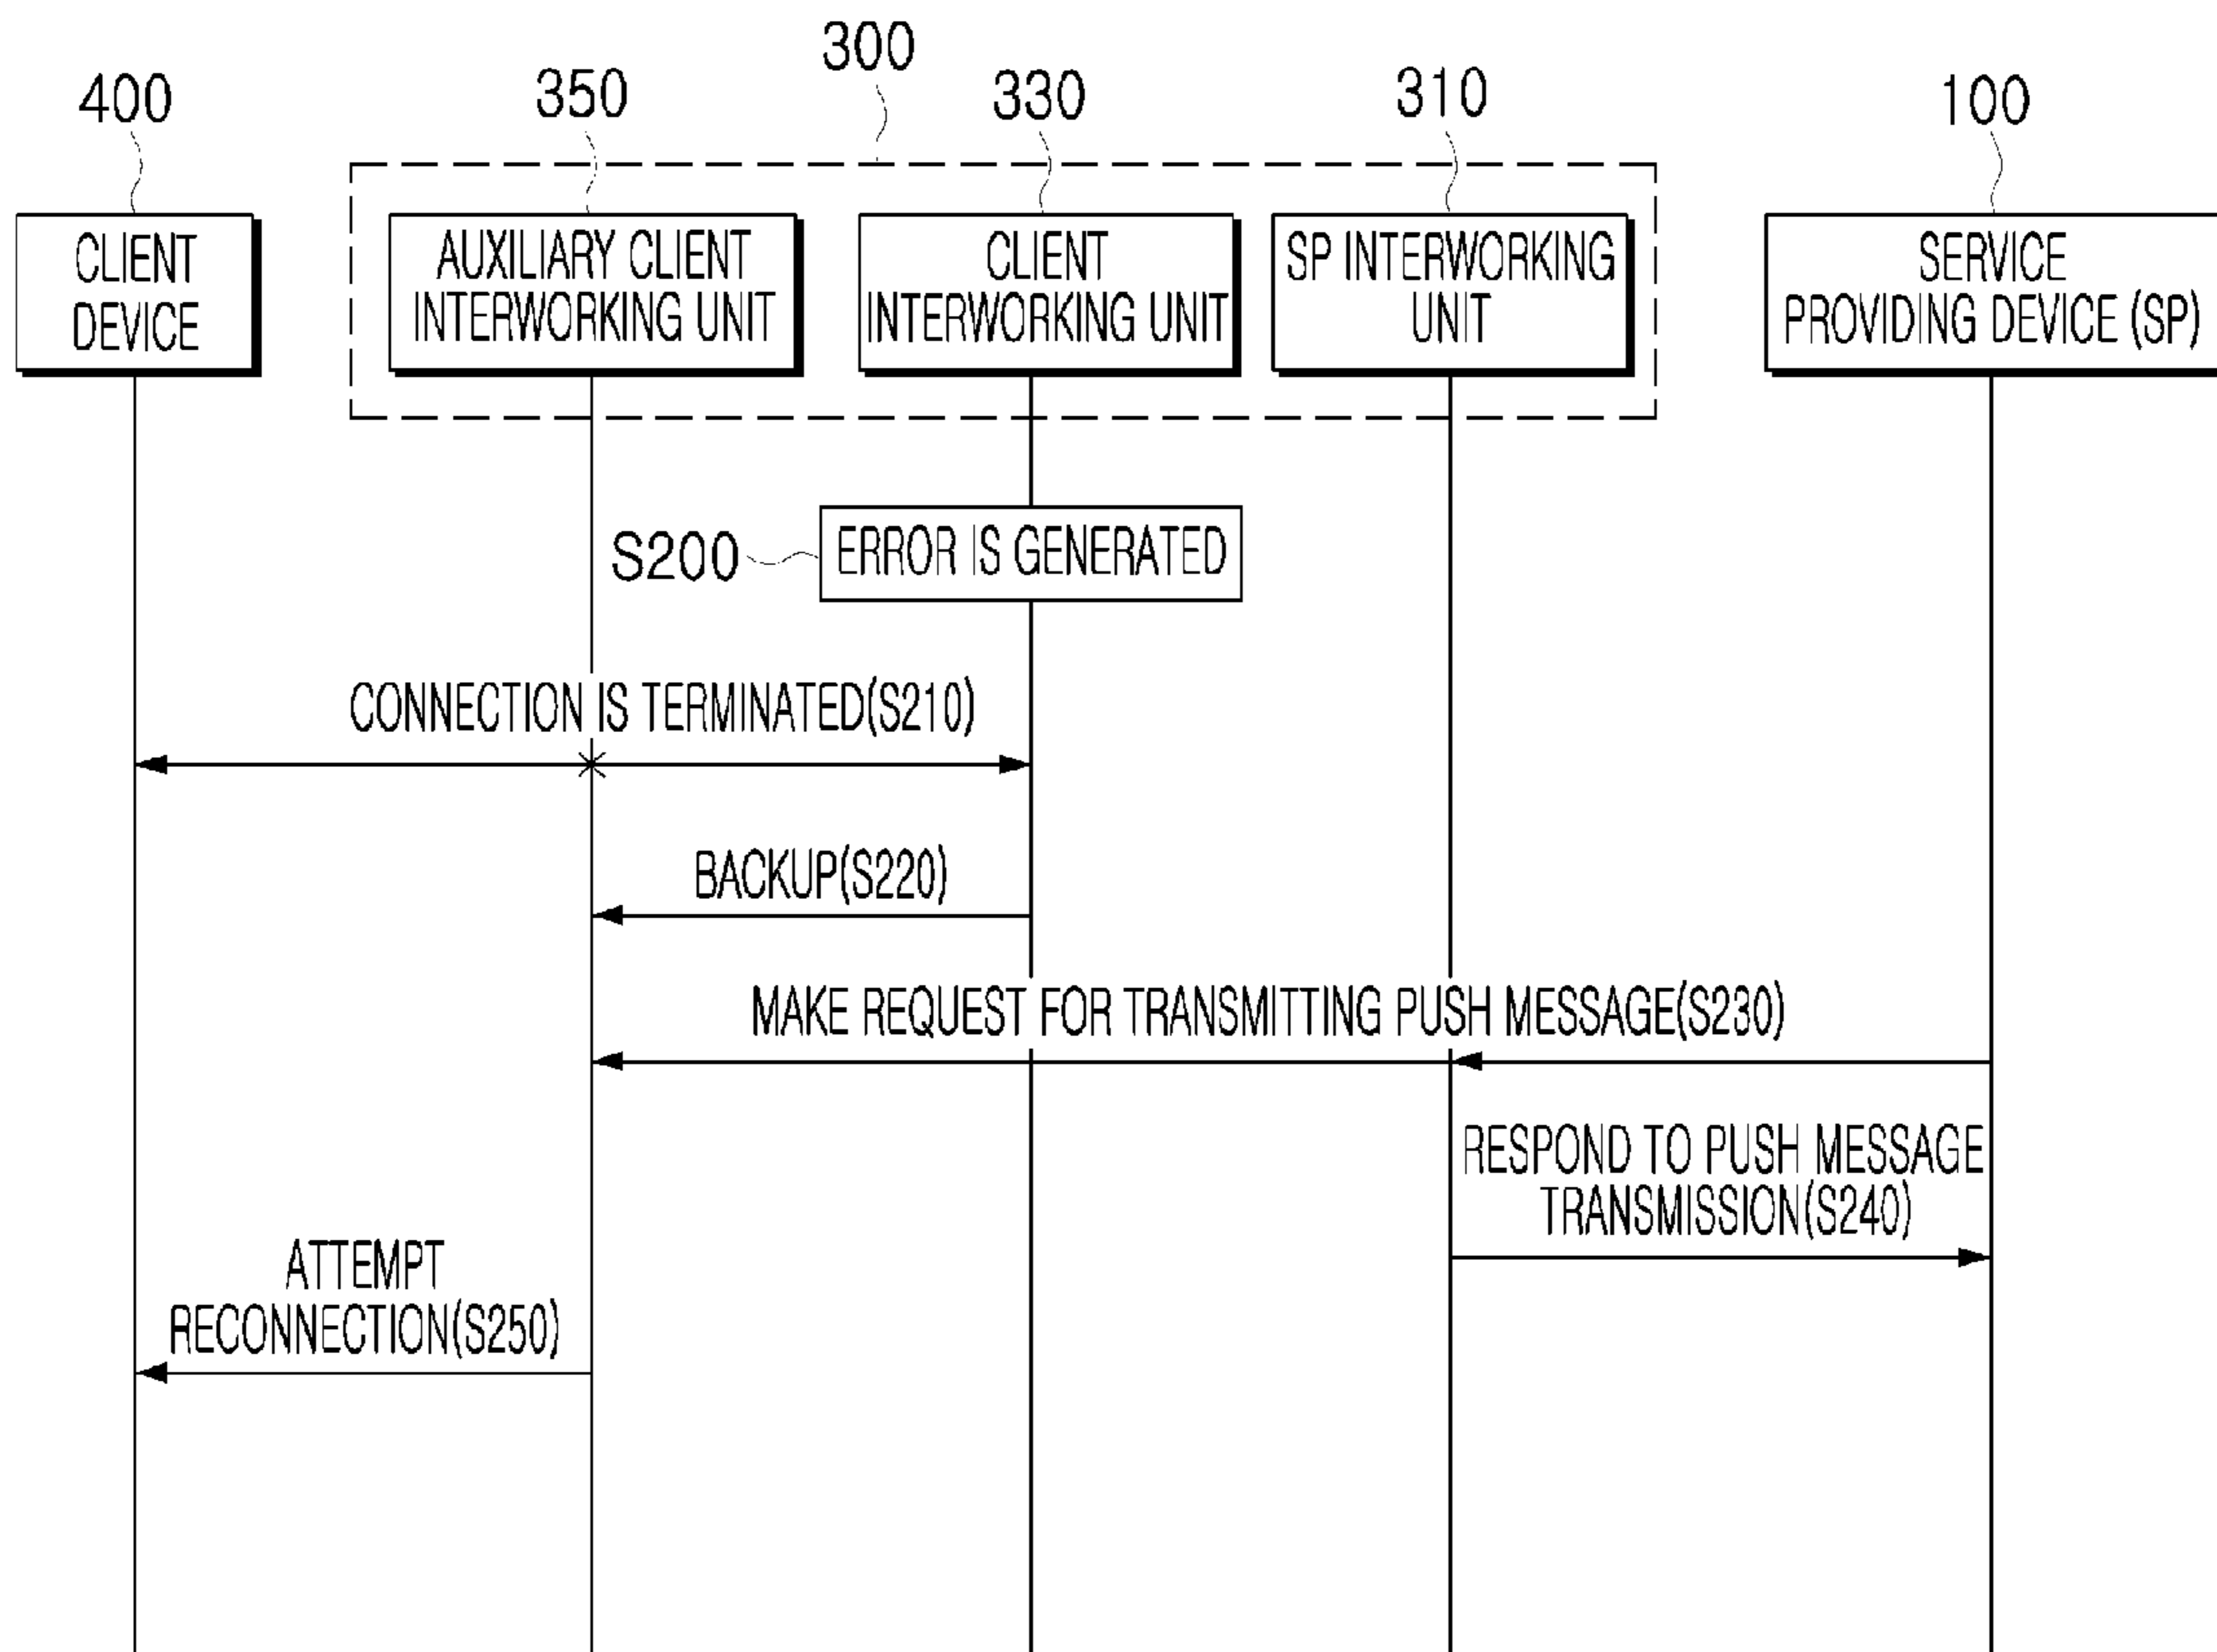 300
400
350
330
310
100
CLIENT
DEVICE
AUXILIARY CLIENT
INTERWORKING UNIT
CLIENT
INTERWORKING UNIT
SP INTERWORKING
UNIT
SERVICE
PROVIDING DEVICE (SP)
S200
ERROR IS GENERATED
CONNECTION IS TERMINATED(S210)
BACKUP(S220)
MAKE REQUEST FOR TRANSMITTING PUSH MESSAGE(S230)
RESPOND TO PUSH MESSAGE
TRANSMISSION(S240)
ATTEMPT
RECONNECTION(S250)